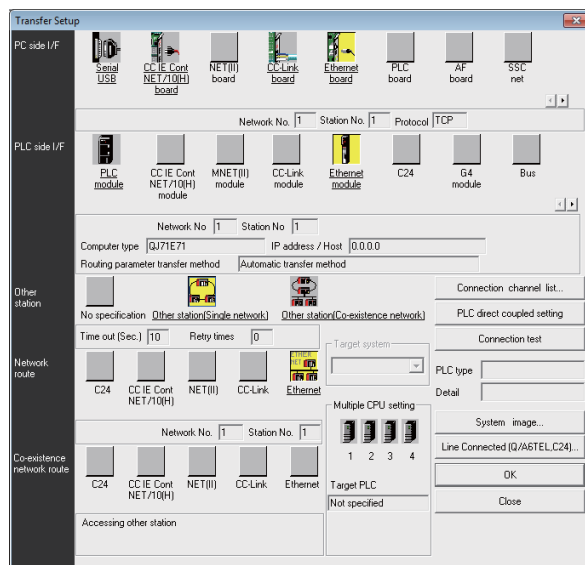 Transfer Setup
PC side I/F
Serial USB
CC IE Cont NET/10(H) board
NET(II) board
CC-Link board
Ethernet board
PLC board
AF board
SSC net
Network No. 1 Station No. 1 Protocol TCP
PLC side I/F
PLC module
CC IE Cont NET/10(H) module
MNET(II) module
CC-Link module
Ethernet module
C24
G4 module
Bus
Network No 1 Station No 1
Computer type QJ71E71 IP address / Host 0.0.0.0
Routing parameter transfer method Automatic transfer method
Other station
No specification
Other station(Single network)
Other station(Co-existence network)
Time out (Sec.) 10 Retry times 0
Network route
C24
CC IE Cont NET/10(H)
NET(II)
CC-Link
Ethernet
Network No. 1 Station No. 1
Co-existence network route
C24
CC IE Cont NET/10(H)
NET(II)
CC-Link
Ethernet
Accessing other station
Target system
Multiple CPU setting
1 2 3 4
Target PLC
Not specified
Connection channel list...
PLC direct coupled setting
Connection test
PLC type
Detail
System image...
Line Connected (Q/A6TEL,C24)...
OK
Close